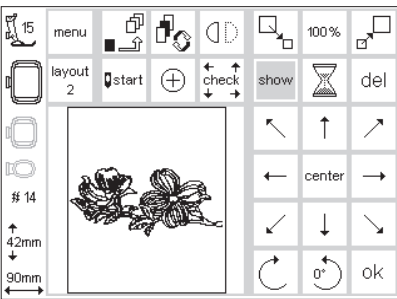 15
menu
100%
layout
2
start
check
show
del
center
# 14
42mm
90mm
0°
ok